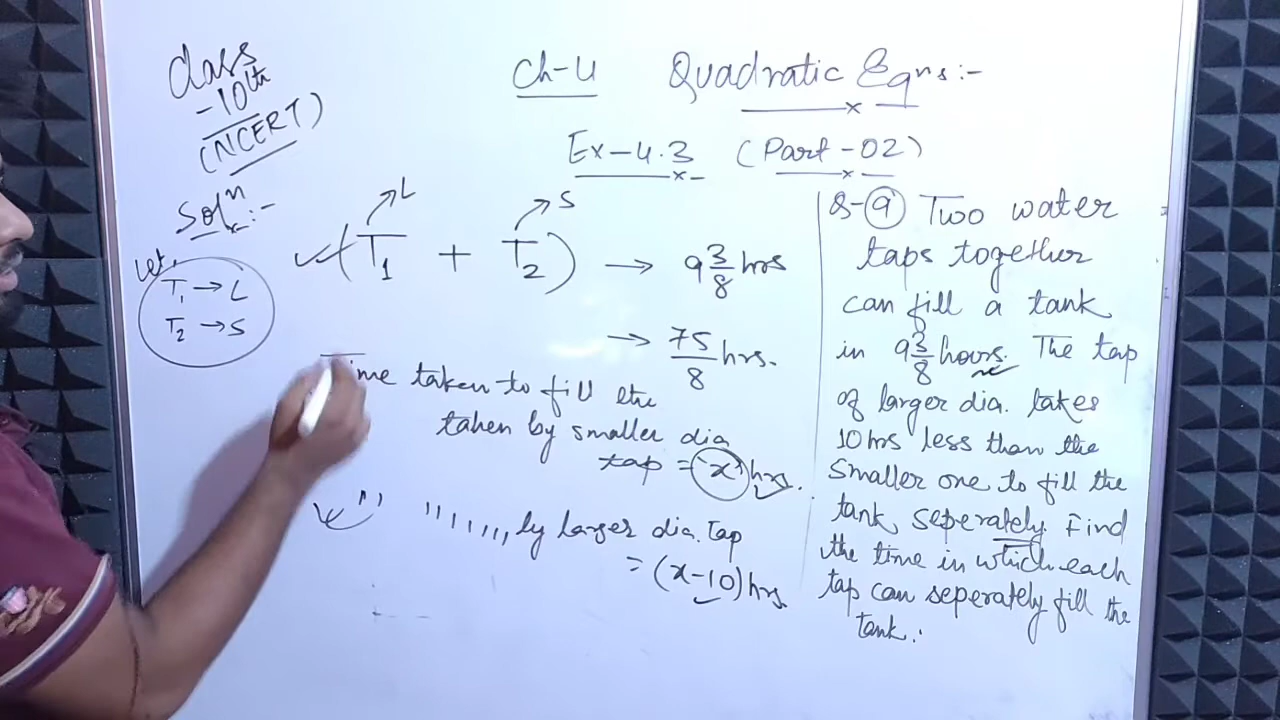 Class
-10th
(NCERT)
Ch-4 Quadratic Eqns:-
Ex-4.3 (Part-02)
Soln:-
Let,
T1 → L
T2 → S
L S
(T1 + T2) → 9 3/8 hrs
→ 75/8 hrs.
Time taken to fill the
taken by smaller dia
tap = x hrs.
" """"" by larger dia. tap
= (x-10) hrs
Q-9 Two water
taps together
can fill a tank
in 9 3/8 hours. The tap
of larger dia. takes
10 hrs less than the
smaller one to fill the
tank seperately. Find
the time in which each
tap can seperately fill the
tank.